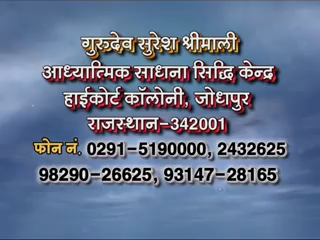 गुरुदेव सुरेश श्रीमाली
आध्यात्मिक साधना सिद्धि केन्द्र
हाईकोर्ट कॉलोनी, जोधपुर
राजस्थान-342001
फोन नं. 0291-5190000, 2432625
98290-26625, 93147-28165